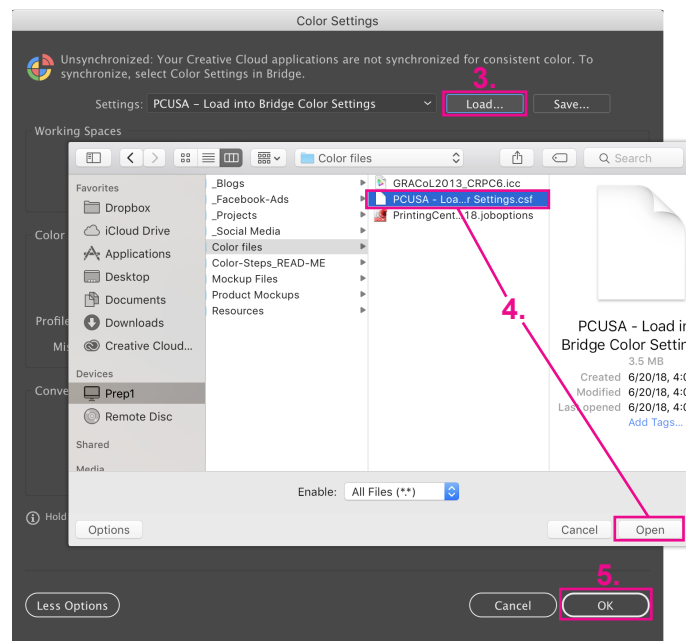 Color Settings
Unsynchronized: Your Creative Cloud applications are not synchronized for consistent color. To
synchronize, select Color Settings in Bridge.
3.
Settings: PCUSA – Load into Bridge Color Settings Load... Save...
Working Spaces
Color files Search
Favorites
Dropbox
iCloud Drive
Applications
Desktop
Documents
Downloads
Creative Cloud...
Devices
Prep1
Remote Disc
Shared
Media
_Blogs
_Facebook-Ads
_Projects
_Social Media
Color files
Color-Steps_READ-ME
Mockup Files
Product Mockups
Resources
GRACoL2013_CRPC6.icc
PCUSA - Loa...r Settings.csf
PrintingCent...18.joboptions
4.
PCUSA - Load in
Bridge Color Settin
3.5 MB
Created 6/20/18, 4:0
Modified 6/20/18, 4:0
Last opened 6/20/18, 4:0
Add Tags...
Color
Profile
Mis
Conve
Enable: All Files (*.*)
Hold
Options Cancel Open
5.
Less Options Cancel OK